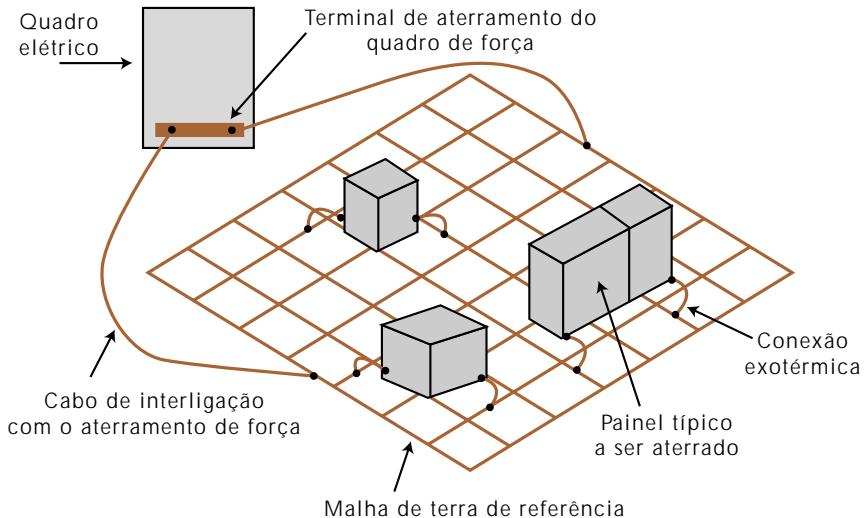 Quadro
elétrico
Terminal de aterramento do
quadro de força
Conexão
exotérmica
Cabo de interligação
com o aterramento de força
Painel típico
a ser aterrado
Malha de terra de referência